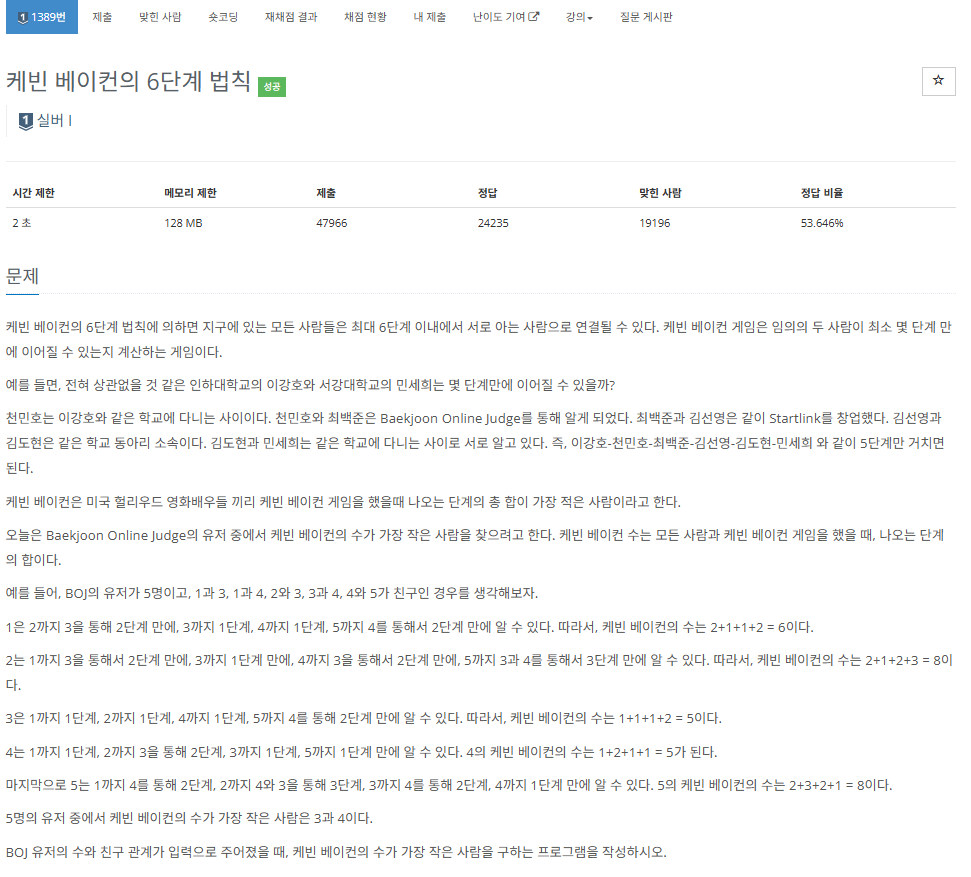 1389번 제출 맞힌 사람 숏코딩 재채점 결과 채점 현황 내 제출 난이도 기여 강의 질문 게시판
케빈 베이컨의 6단계 법칙 성공
1 실버 I
시간 제한 메모리 제한 제출 정답 맞힌 사람 정답 비율
2 초 128 MB 47966 24235 19196 53.646%
문제
케빈 베이컨의 6단계 법칙에 의하면 지구에 있는 모든 사람들은 최대 6단계 이내에서 서로 아는 사람으로 연결될 수 있다. 케빈 베이컨 게임은 임의의 두 사람이 최소 몇 단계 만
에 이어질 수 있는지 계산하는 게임이다.
예를 들면, 전혀 상관없을 것 같은 인하대학교의 이강호와 서강대학교의 민세희는 몇 단계만에 이어질 수 있을까?
천민호는 이강호와 같은 학교에 다니는 사이이다. 천민호와 최백준은 Baekjoon Online Judge를 통해 알게 되었다. 최백준과 김선영은 같이 Startlink를 창업했다. 김선영과
김도현은 같은 학교 동아리 소속이다. 김도현과 민세희는 같은 학교에 다니는 사이로 서로 알고 있다. 즉, 이강호-천민호-최백준-김선영-김도현-민세희 와 같이 5단계만 거치면
된다.
케빈 베이컨은 미국 헐리우드 영화배우들 끼리 케빈 베이컨 게임을 했을때 나오는 단계의 총 합이 가장 적은 사람이라고 한다.
오늘은 Baekjoon Online Judge의 유저 중에서 케빈 베이컨의 수가 가장 작은 사람을 찾으려고 한다. 케빈 베이컨 수는 모든 사람과 케빈 베이컨 게임을 했을 때, 나오는 단계
의 합이다.
예를 들어, BOJ의 유저가 5명이고, 1과 3, 1과 4, 2와 3, 3과 4, 4와 5가 친구인 경우를 생각해보자.
1은 2까지 3을 통해 2단계 만에, 3까지 1단계, 4까지 1단계, 5까지 4를 통해서 2단계 만에 알 수 있다. 따라서, 케빈 베이컨의 수는 2+1+1+2 = 6이다.
2는 1까지 3을 통해서 2단계 만에, 3까지 1단계 만에, 4까지 3을 통해서 2단계 만에, 5까지 3과 4를 통해서 3단계 만에 알 수 있다. 따라서, 케빈 베이컨의 수는 2+1+2+3 = 8이
다.
3은 1까지 1단계, 2까지 1단계, 4까지 1단계, 5까지 4를 통해 2단계 만에 알 수 있다. 따라서, 케빈 베이컨의 수는 1+1+1+2 = 5이다.
4는 1까지 1단계, 2까지 3을 통해 2단계, 3까지 1단계, 5까지 1단계 만에 알 수 있다. 4의 케빈 베이컨의 수는 1+2+1+1 = 5가 된다.
마지막으로 5는 1까지 4를 통해 2단계, 2까지 4와 3을 통해 3단계, 3까지 4를 통해 2단계, 4까지 1단계 만에 알 수 있다. 5의 케빈 베이컨의 수는 2+3+2+1 = 8이다.
5명의 유저 중에서 케빈 베이컨의 수가 가장 작은 사람은 3과 4이다.
BOJ 유저의 수와 친구 관계가 입력으로 주어졌을 때, 케빈 베이컨의 수가 가장 작은 사람을 구하는 프로그램을 작성하시오.